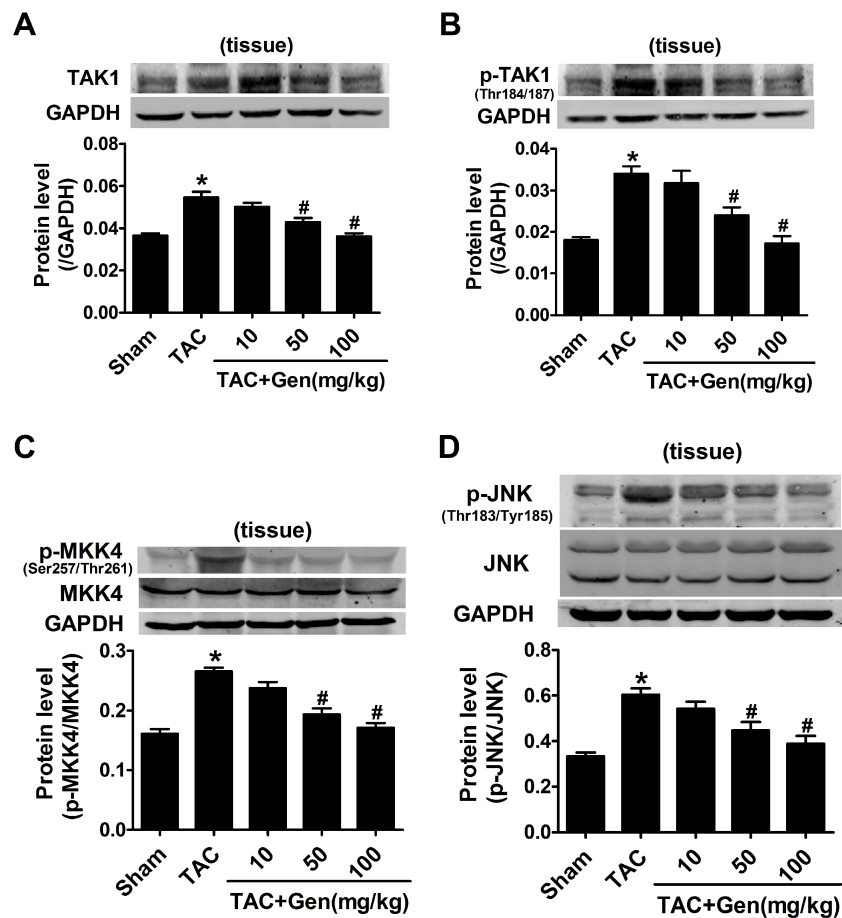 A
(tissue)
TAK1
GAPDH
Protein level
(/GAPDH)
0.08
0.06
0.04
0.02
0.00
*
#
#
Sham
TAC
10
50
100
TAC+Gen(mg/kg)
B
(tissue)
p-TAK1
(Thr184/187)
GAPDH
Protein level
(/GAPDH)
0.04
0.03
0.02
0.01
0.00
*
#
#
Sham
TAC
10
50
100
TAC+Gen(mg/kg)
C
(tissue)
p-MKK4
(Ser257/Thr261)
MKK4
GAPDH
Protein level
(p-MKK4/MKK4)
0.3
0.2
0.1
0.0
*
#
#
Sham
TAC
10
50
100
TAC+Gen(mg/kg)
D
(tissue)
p-JNK
(Thr183/Tyr185)
JNK
GAPDH
Protein level
(p-JNK/JNK)
0.8
0.6
0.4
0.2
0.0
*
#
#
Sham
TAC
10
50
100
TAC+Gen(mg/kg)